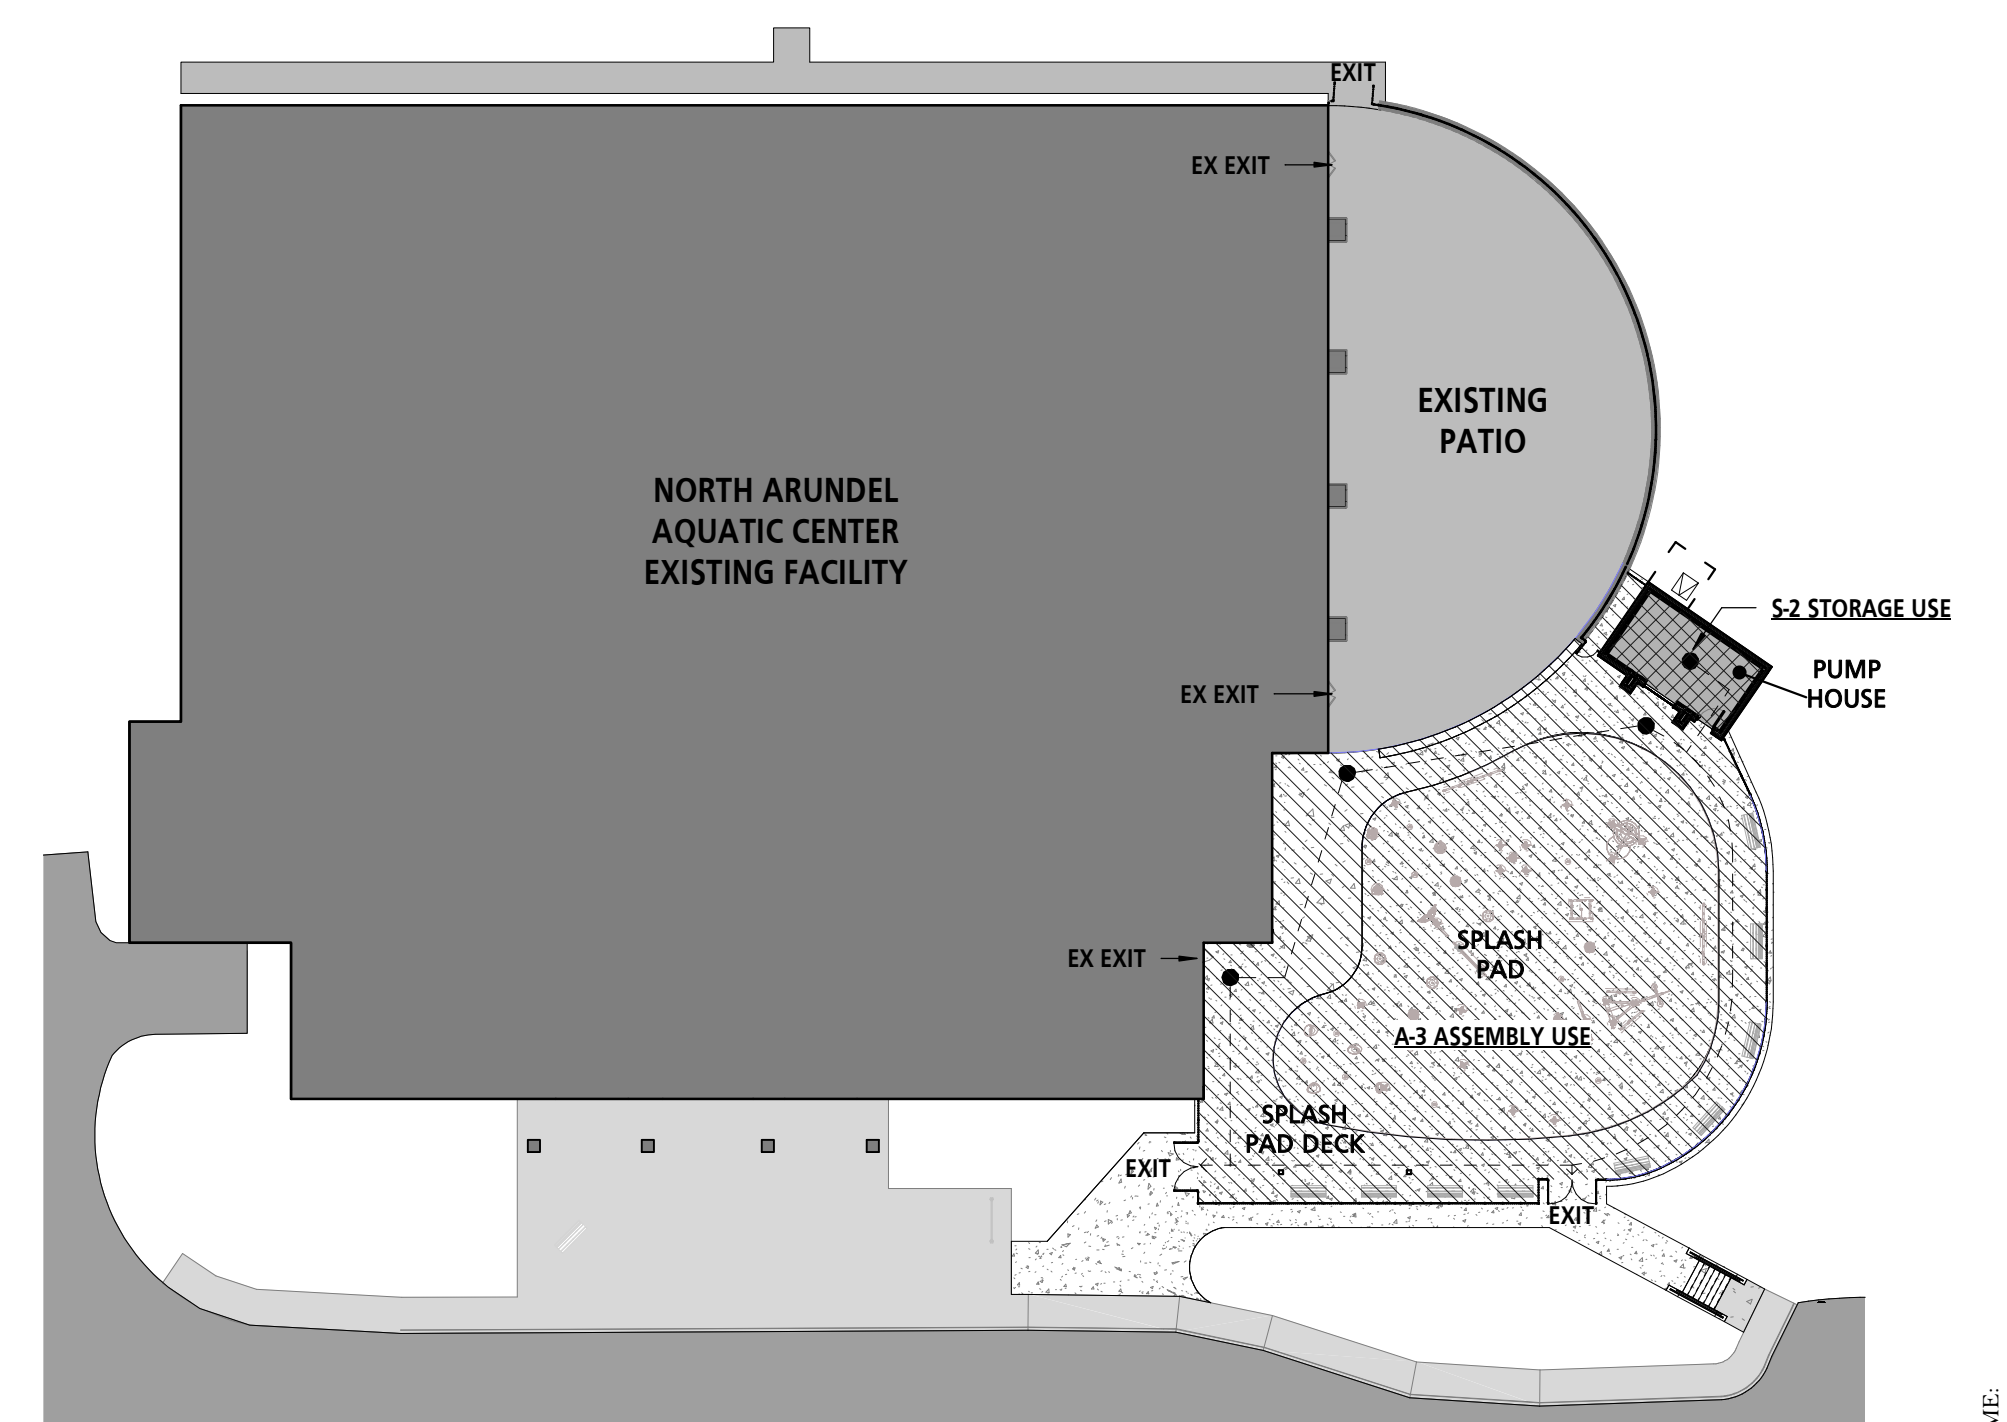 EXIT
EX EXIT
EXISTING
PATIO
NORTH ARUNDEL
AQUATIC CENTER
EXISTING FACILITY
S-2 STORAGE USE
PUMP
HOUSE
EX EXIT
SPLASH
PAD
EX EXIT
A-3 ASSEMBLY USE
SPLASH
PAD DECK
EXIT
EXIT
ME: